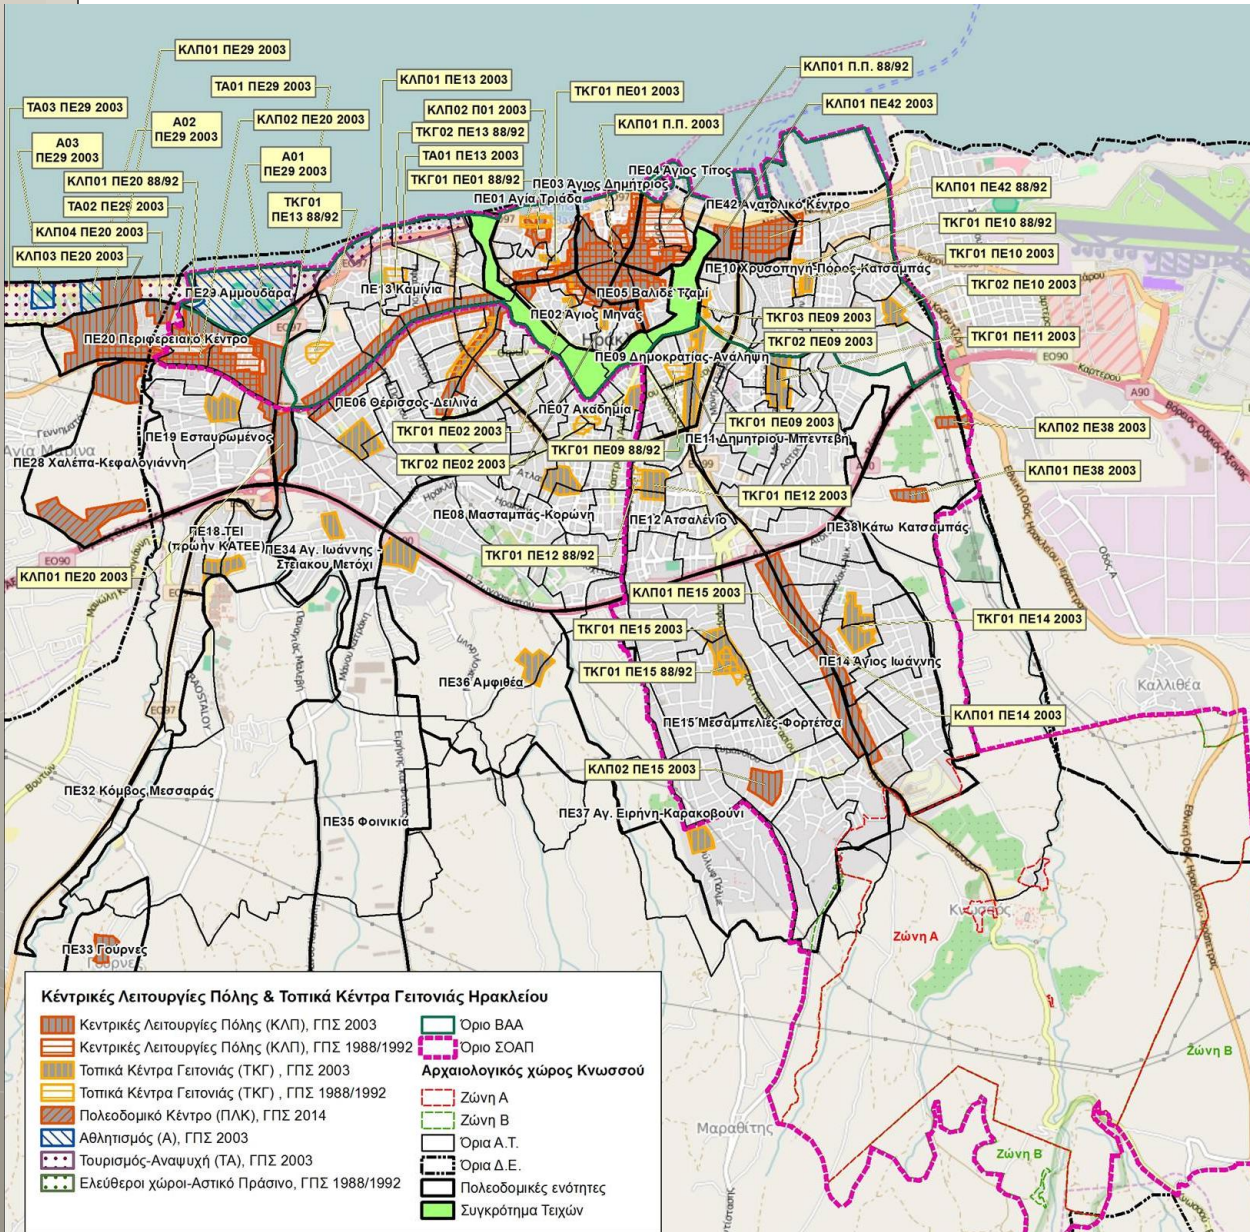 ΚΛΠ01 ΠΕ29 2003
ΤΑ01 ΠΕ29 2003
ΚΛΠ01 ΠΕ13 2003
ΚΛΠ01 Π.Π. 88/92
ΤΑ03 ΠΕ29 2003
Α02
ΠΕ29 2003
ΚΛΠ02 ΠΕ20 2003
ΚΛΠ02 Π01 2003
ΤΚΓ01 ΠΕ01 2003
ΚΛΠ01 ΠΕ42 2003
Α03
ΠΕ29 2003
Α01
ΠΕ29 2003
ΤΚΓ02 ΠΕ13 88/92
ΚΛΠ01 Π.Π. 2003
ΤΑ01 ΠΕ13 2003
ΚΛΠ01 ΠΕ20 88/92
ΤΚΓ01 ΠΕ01 88/92
ΠΕ03 Άγιος Δημήτριος
ΠΕ04 Άγιος Τίτος
ΚΛΠ01 ΠΕ42 88/92
ΤΑ02 ΠΕ29 2003
ΤΚΓ01
ΠΕ13 88/92
ΠΕ01 Αγία Τριάδα
ΠΕ42 Ανατολικό Κέντρο
ΚΛΠ04 ΠΕ20 2003
ΤΚΓ01 ΠΕ10 88/92
ΚΛΠ03 ΠΕ20 2003
ΤΚΓ01 ΠΕ10 2003
ΠΕ10 Χρυσοπηγή-Πόρος-Κατσαμπάς
ΠΕ29 Αμμουδάρα
ΠΕ13 Καμίνια
ΠΕ05 Βαλιδέ Τζαμί
ΤΚΓ02 ΠΕ10 2003
ΠΕ02 Άγιος Μηνάς
ΤΚΓ03 ΠΕ09 2003
ΠΕ20 Περιφερειακό Κέντρο
ΤΚΓ02 ΠΕ09 2003
ΤΚΓ01 ΠΕ11 2003
ΠΕ09 Δημοκρατίας-Ανάληψη
ΕΟ90
ΠΕ06 Θέρισσος-Δειλινά
ΠΕ07 Ακαδημία
Α90
ΤΚΓ01 ΠΕ02 2003
ΤΚΓ01 ΠΕ09 2003
ΚΛΠ02 ΠΕ38 2003
ΠΕ19 Εσταυρωμένος
ΤΚΓ01 ΠΕ09 88/92
ΠΕ11 Δημητρίου-Μπεντεβη
Αγία Μαρίνα
ΠΕ28 Χαλέπα-Κεφαλογιάννη
ΤΚΓ02 ΠΕ02 2003
ΚΛΠ01 ΠΕ38 2003
ΤΚΓ01 ΠΕ12 2003
ΠΕ08 Μασταμπάς-Κορώνη
ΠΕ12 Ατσαλένιο
ΠΕ38 Κάτω Κατσαμπάς
ΠΕ18 ΤΕΙ
(πρώην ΚΑΤΕΕ)
ΠΕ34 Αγ. Ιωάννης -
Στειακου Μετόχι
ΕΟ90
ΤΚΓ01 ΠΕ12 88/92
ΚΛΠ01 ΠΕ20 2003
ΚΛΠ01 ΠΕ15 2003
ΤΚΓ01 ΠΕ15 2003
ΤΚΓ01 ΠΕ14 2003
ΤΚΓ01 ΠΕ15 88/92
ΠΕ14 Άγιος Ιωάννης
ΠΕ36 Αμφιθέα
Καλλιθέα
ΕΟ97
ΠΕ15 Μεσαμπελιές-Φορτέτσα
ΚΛΠ01 ΠΕ14 2003
ΚΛΠ02 ΠΕ15 2003
ΠΕ32 Κόμβος Μεσσαράς
ΠΕ35 Φοινικιά
ΠΕ37 Αγ. Ειρήνη-Καρακοβούνι
Κνωσσός
Ζώνη Α
ΠΕ33 Γούρνες
Γούρνες
Ζώνη Β
Μαραθίτης
Ζώνη Β
Κέντρικές Λειτουργίες Πόλης & Τοπικά Κέντρα Γειτονιάς Ηρακλείου
Κεντρικές Λειτουργίες Πόλης (ΚΛΠ), ΓΠΣ 2003
Κεντρικές Λειτουργίες Πόλης (ΚΛΠ), ΓΠΣ 1988/1992
Τοπικά Κέντρα Γειτονιάς (ΤΚΓ) , ΓΠΣ 2003
Τοπικά Κέντρα Γειτονιάς (ΤΚΓ) , ΓΠΣ 1988/1992
Πολεοδομικό Κέντρο (ΠΛΚ), ΓΠΣ 2014
Αθλητισμός (Α), ΓΠΣ 2003
Τουρισμός-Αναψυχή (ΤΑ), ΓΠΣ 2003
Ελεύθεροι χώροι-Αστικό Πράσινο, ΓΠΣ 1988/1992
Όριο ΒΑΑ
Όριο ΣΟΑΠ
Αρχαιολογικός χώρος Κνωσσού
Ζώνη Α
Ζώνη Β
Όρια Α.Τ.
Όρια Δ.Ε.
Πολεοδομικές ενότητες
Συγκρότημα Τειχών